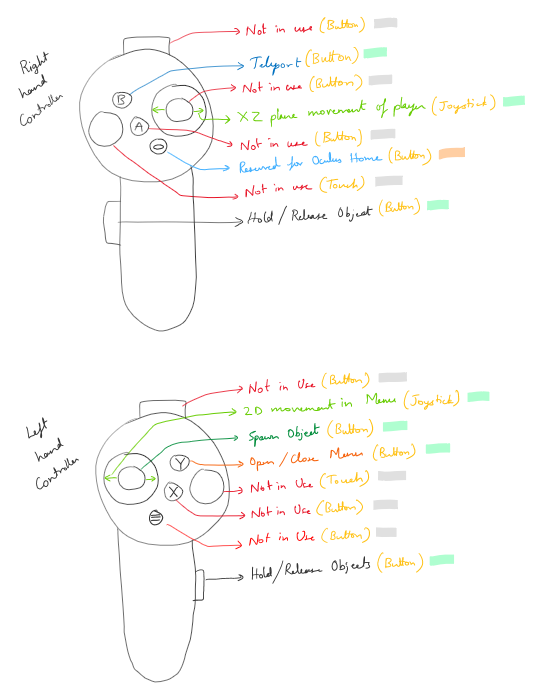 Right
hand
Controller
Not in use (Button)
Teleport (Button)
Not in use (Button)
XZ plane movement of player (Joystick)
Not in use (Button)
Reserved for Oculus Home (Button)
Not in use (Touch)
Hold / Release Object (Button)
B
A
Left
hand
Controller
Not in Use (Button)
2D movement in Menu (Joystick)
Spawn Object (Button)
Open / Close Menus (Button)
Not in Use (Touch)
Not in Use (Button)
Not in Use (Button)
Hold / Release Objects (Button)
Y
X